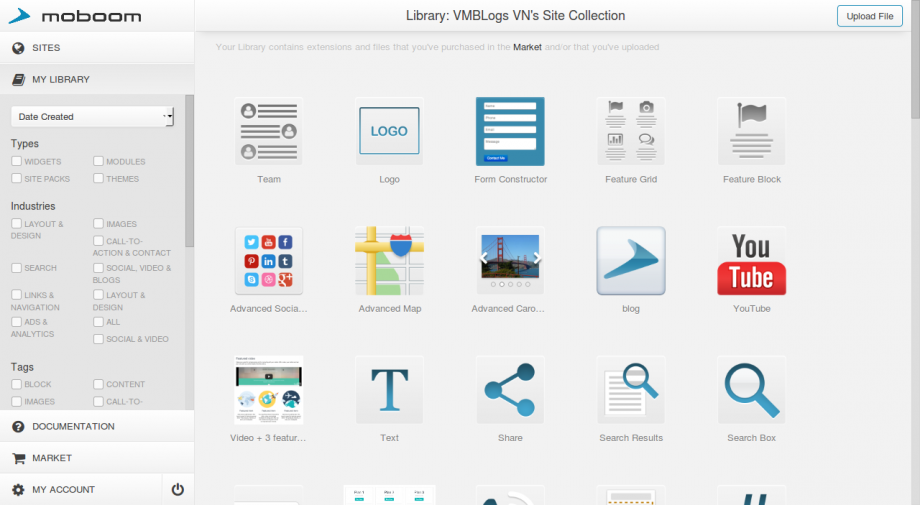 moboom
Library: VMBLogs VN's Site Collection
Upload File
SITES
MY LIBRARY
Your Library contains extensions and files that you've purchased in the Market and/or that you've uploaded
Date Created
Types
WIDGETS
MODULES
SITE PACKS
THEMES
Industries
LAYOUT & DESIGN
IMAGES
CALL-TO-ACTION & CONTACT
SEARCH
SOCIAL, VIDEO & BLOGS
LINKS & NAVIGATION
LAYOUT & DESIGN
ADS & ANALYTICS
ALL
SOCIAL & VIDEO
Tags
BLOCK
CONTENT
IMAGES
CALL-TO-
DOCUMENTATION
MARKET
MY ACCOUNT
Team
LOGO
Logo
Contact Me
Form Constructor
Feature Grid
Feature Block
Advanced Socia...
Advanced Map
Advanced Caro...
blog
You
Tube
YouTube
Video + 3 featur...
T
Text
Share
Search Results
Search Box